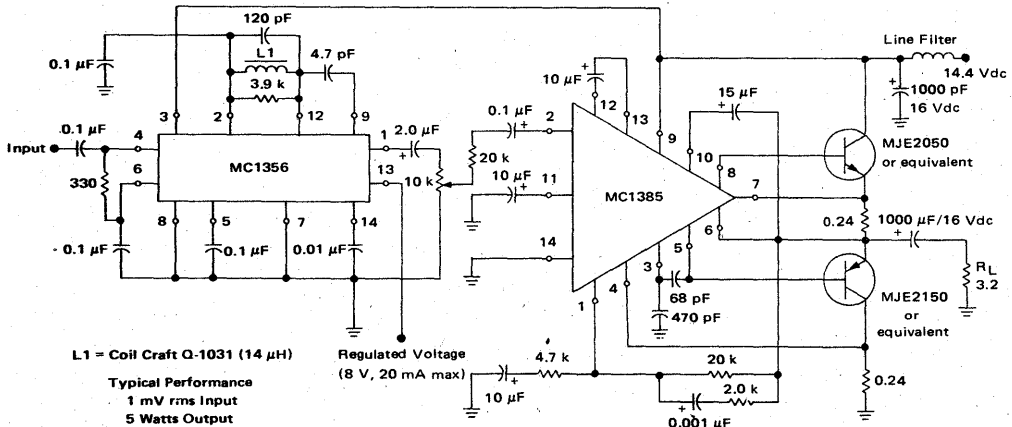 120 pF
L1
4.7 pF
0.1 µF
3.9 k
3
2
12
9
0.1 µF
4
Input
6
330
MC1356
1
2.0 µF
+
13
10 k
8
5
7
14
0.1 µF
0.1 µF
0.01 µF
L1 = Coil Craft Q-1031 (14 µH)
Typical Performance
1 mV rms Input
5 Watts Output
Regulated Voltage
(8 V, 20 mA max)
0.1 µF
+
20 k
10 µF
+
2
11
14
10 µF
+
12
13
MC1385
9
15 µF
+
10
8
7
6
5
3
4
1
68 pF
470 pF
4.7 k
10 µF
+
20 k
2.0 k
+
0.001 µF
Line Filter
14.4 Vdc
+
1000 pF
16 Vdc
MJE2050
or equivalent
0.24
1000 µF/16 Vdc
+
RL
3.2
MJE2150
or
equivalent
0.24